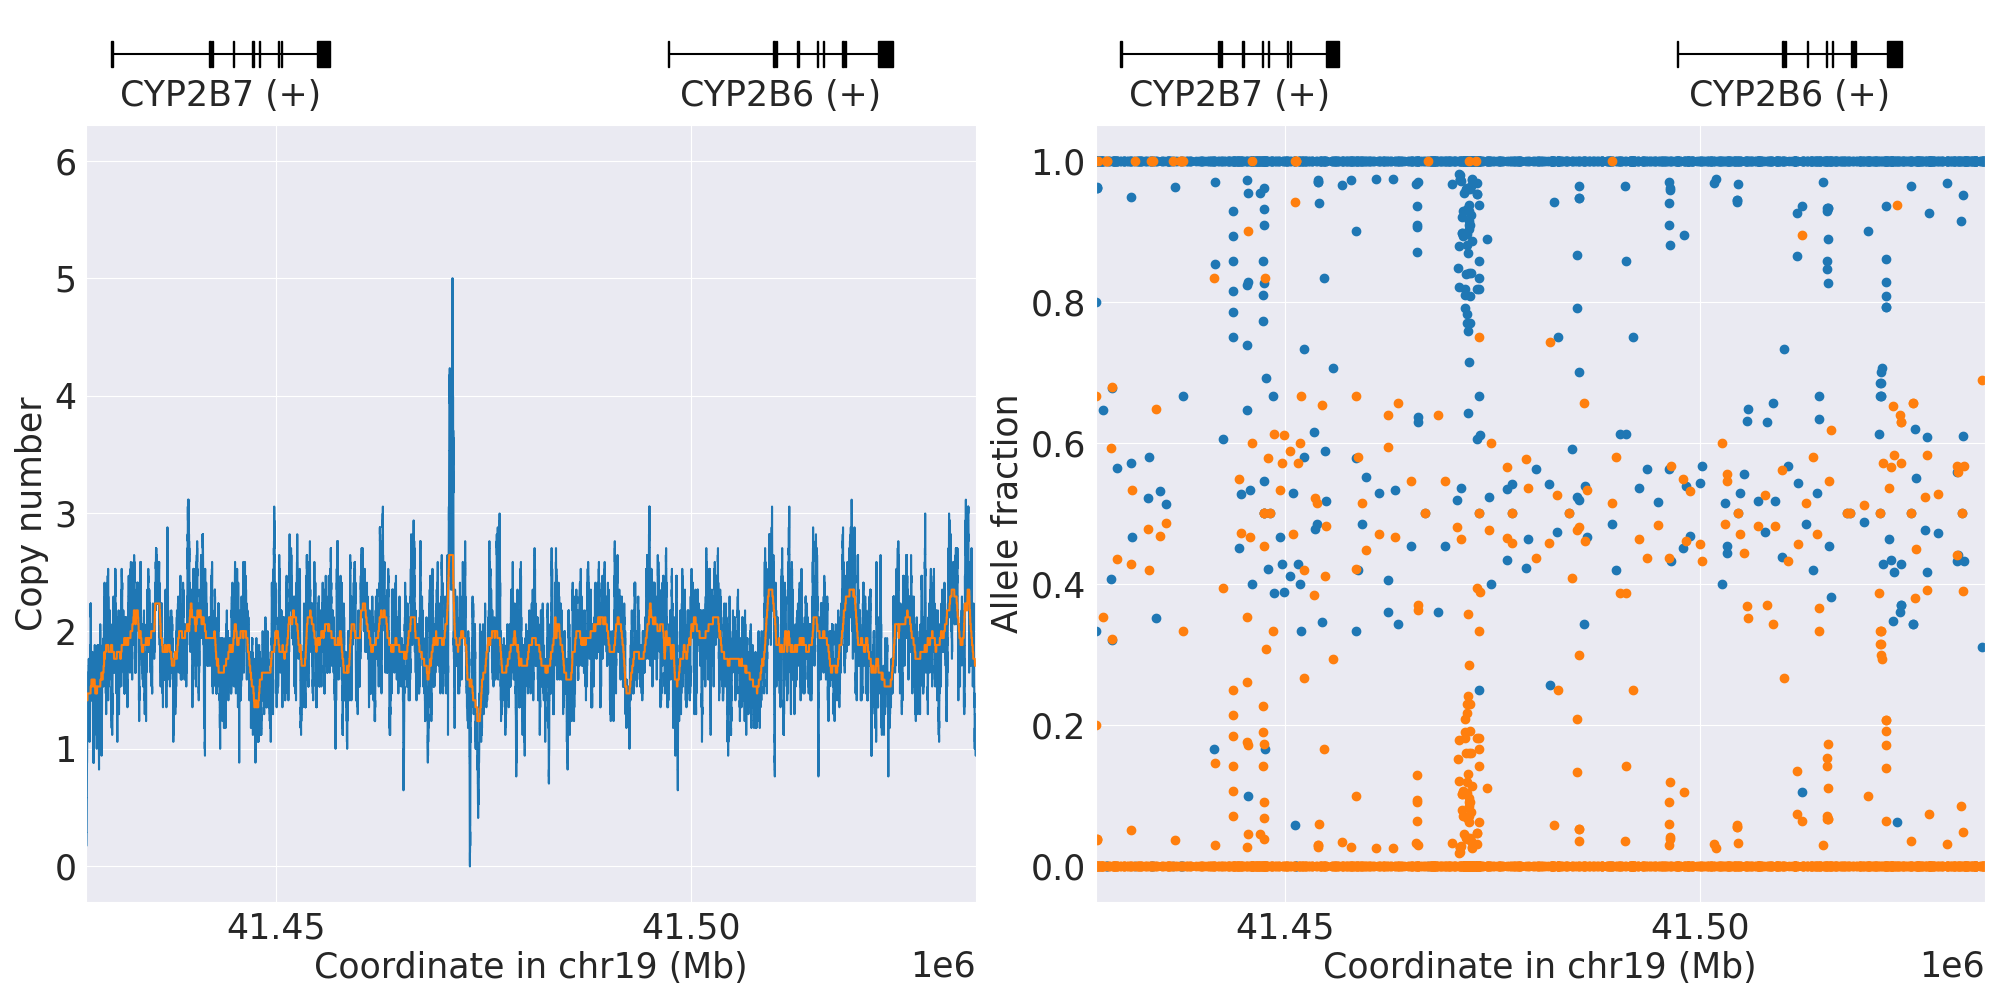 CYP2B7 (+)
CYP2B6 (+)
Copy number
6
5
4
3
2
1
0
41.45
41.50
Coordinate in chr19 (Mb)
1e6
CYP2B7 (+)
CYP2B6 (+)
Allele fraction
1.0
0.8
0.6
0.4
0.2
0.0
41.45
41.50
Coordinate in chr19 (Mb)
1e6